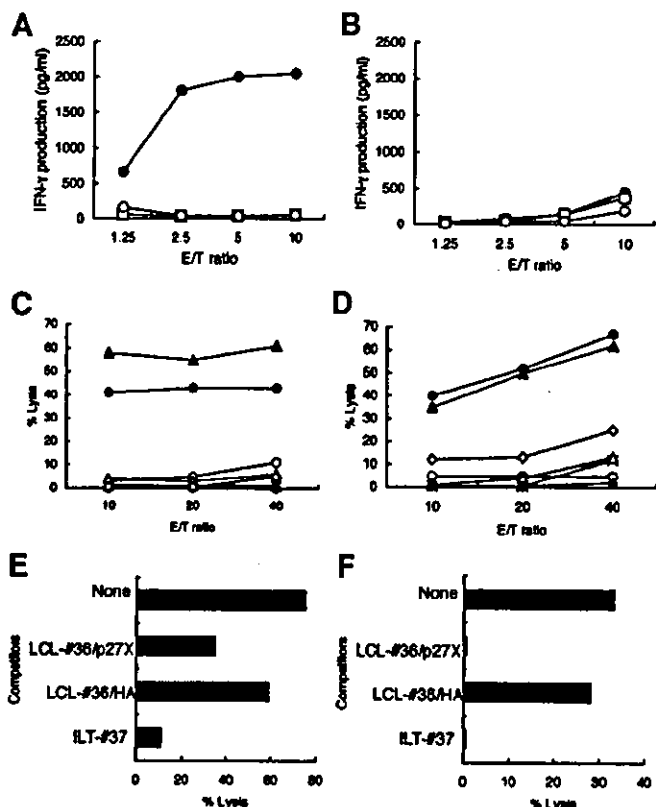 A
IFN-γ production (pg/ml)
2500
2000
1500
1000
500
0
1.25 2.5 5 10
E/T ratio
B
IFN-γ production (pg/ml)
2500
2000
1500
1000
500
0
1.25 2.5 5 10
E/T ratio
C
% Lysis
70
60
50
40
30
20
10
0
10 20 40
E/T ratio
D
% Lysis
70
60
50
40
30
20
10
0
10 20 40
E/T ratio
E
Competitors
None
LCL-#36/p27X
LCL-#36/HA
ILT-#37
0 20 40 60 80
% Lysis
F
Competitors
None
LCL-#36/p27X
LCL-#36/HA
ILT-#37
0 10 20 30 40
% Lysis